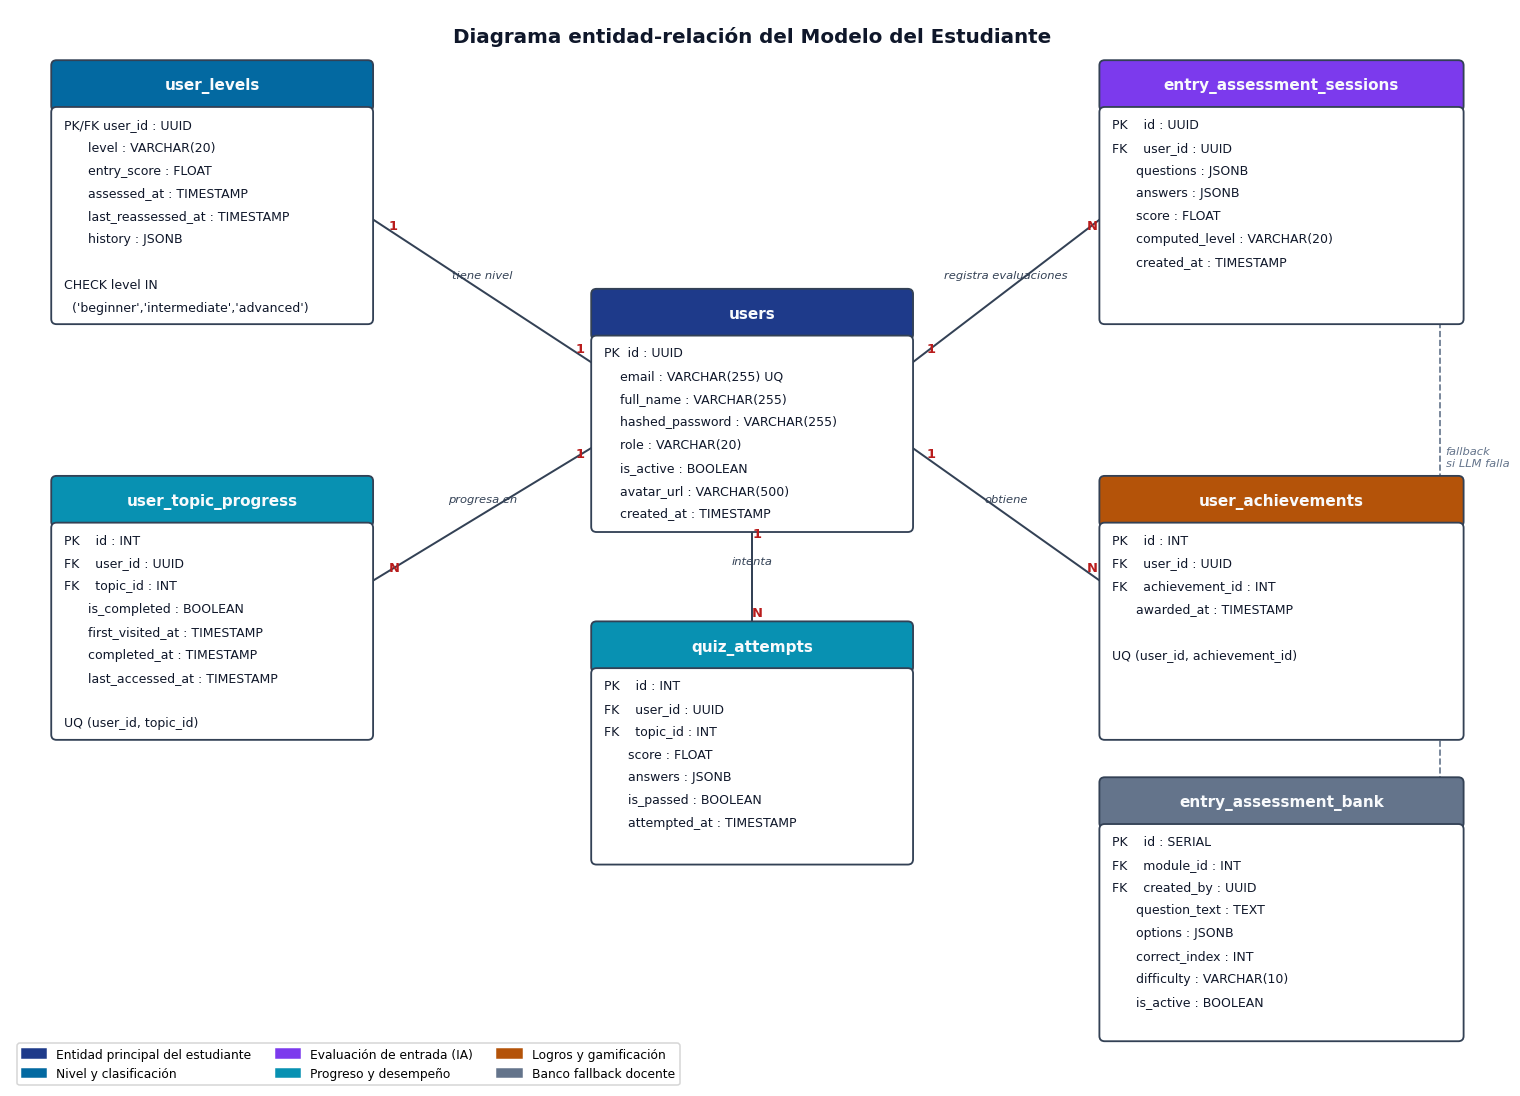 Diagrama entidad-relación del Modelo del Estudiante
user_levels
PK/FK user_id : UUID
level : VARCHAR(20)
entry_score : FLOAT
assessed_at : TIMESTAMP
last_reassessed_at : TIMESTAMP
history : JSONB
CHECK level IN
('beginner','intermediate','advanced')
entry_assessment_sessions
PK id : UUID
FK user_id : UUID
questions : JSONB
answers : JSONB
score : FLOAT
computed_level : VARCHAR(20)
created_at : TIMESTAMP
1
tiene nivel
1
N
registra evaluaciones
1
users
PK id : UUID
email : VARCHAR(255) UQ
full_name : VARCHAR(255)
hashed_password : VARCHAR(255)
role : VARCHAR(20)
is_active : BOOLEAN
avatar_url : VARCHAR(500)
created_at : TIMESTAMP
1
progresa en
N
1
obtiene
N
1
intenta
N
fallback
si LLM falla
user_topic_progress
PK id : INT
FK user_id : UUID
FK topic_id : INT
is_completed : BOOLEAN
first_visited_at : TIMESTAMP
completed_at : TIMESTAMP
last_accessed_at : TIMESTAMP
UQ (user_id, topic_id)
quiz_attempts
PK id : INT
FK user_id : UUID
FK topic_id : INT
score : FLOAT
answers : JSONB
is_passed : BOOLEAN
attempted_at : TIMESTAMP
user_achievements
PK id : INT
FK user_id : UUID
FK achievement_id : INT
awarded_at : TIMESTAMP
UQ (user_id, achievement_id)
entry_assessment_bank
PK id : SERIAL
FK module_id : INT
FK created_by : UUID
question_text : TEXT
options : JSONB
correct_index : INT
difficulty : VARCHAR(10)
is_active : BOOLEAN
Entidad principal del estudiante
Nivel y clasificación
Evaluación de entrada (IA)
Progreso y desempeño
Logros y gamificación
Banco fallback docente